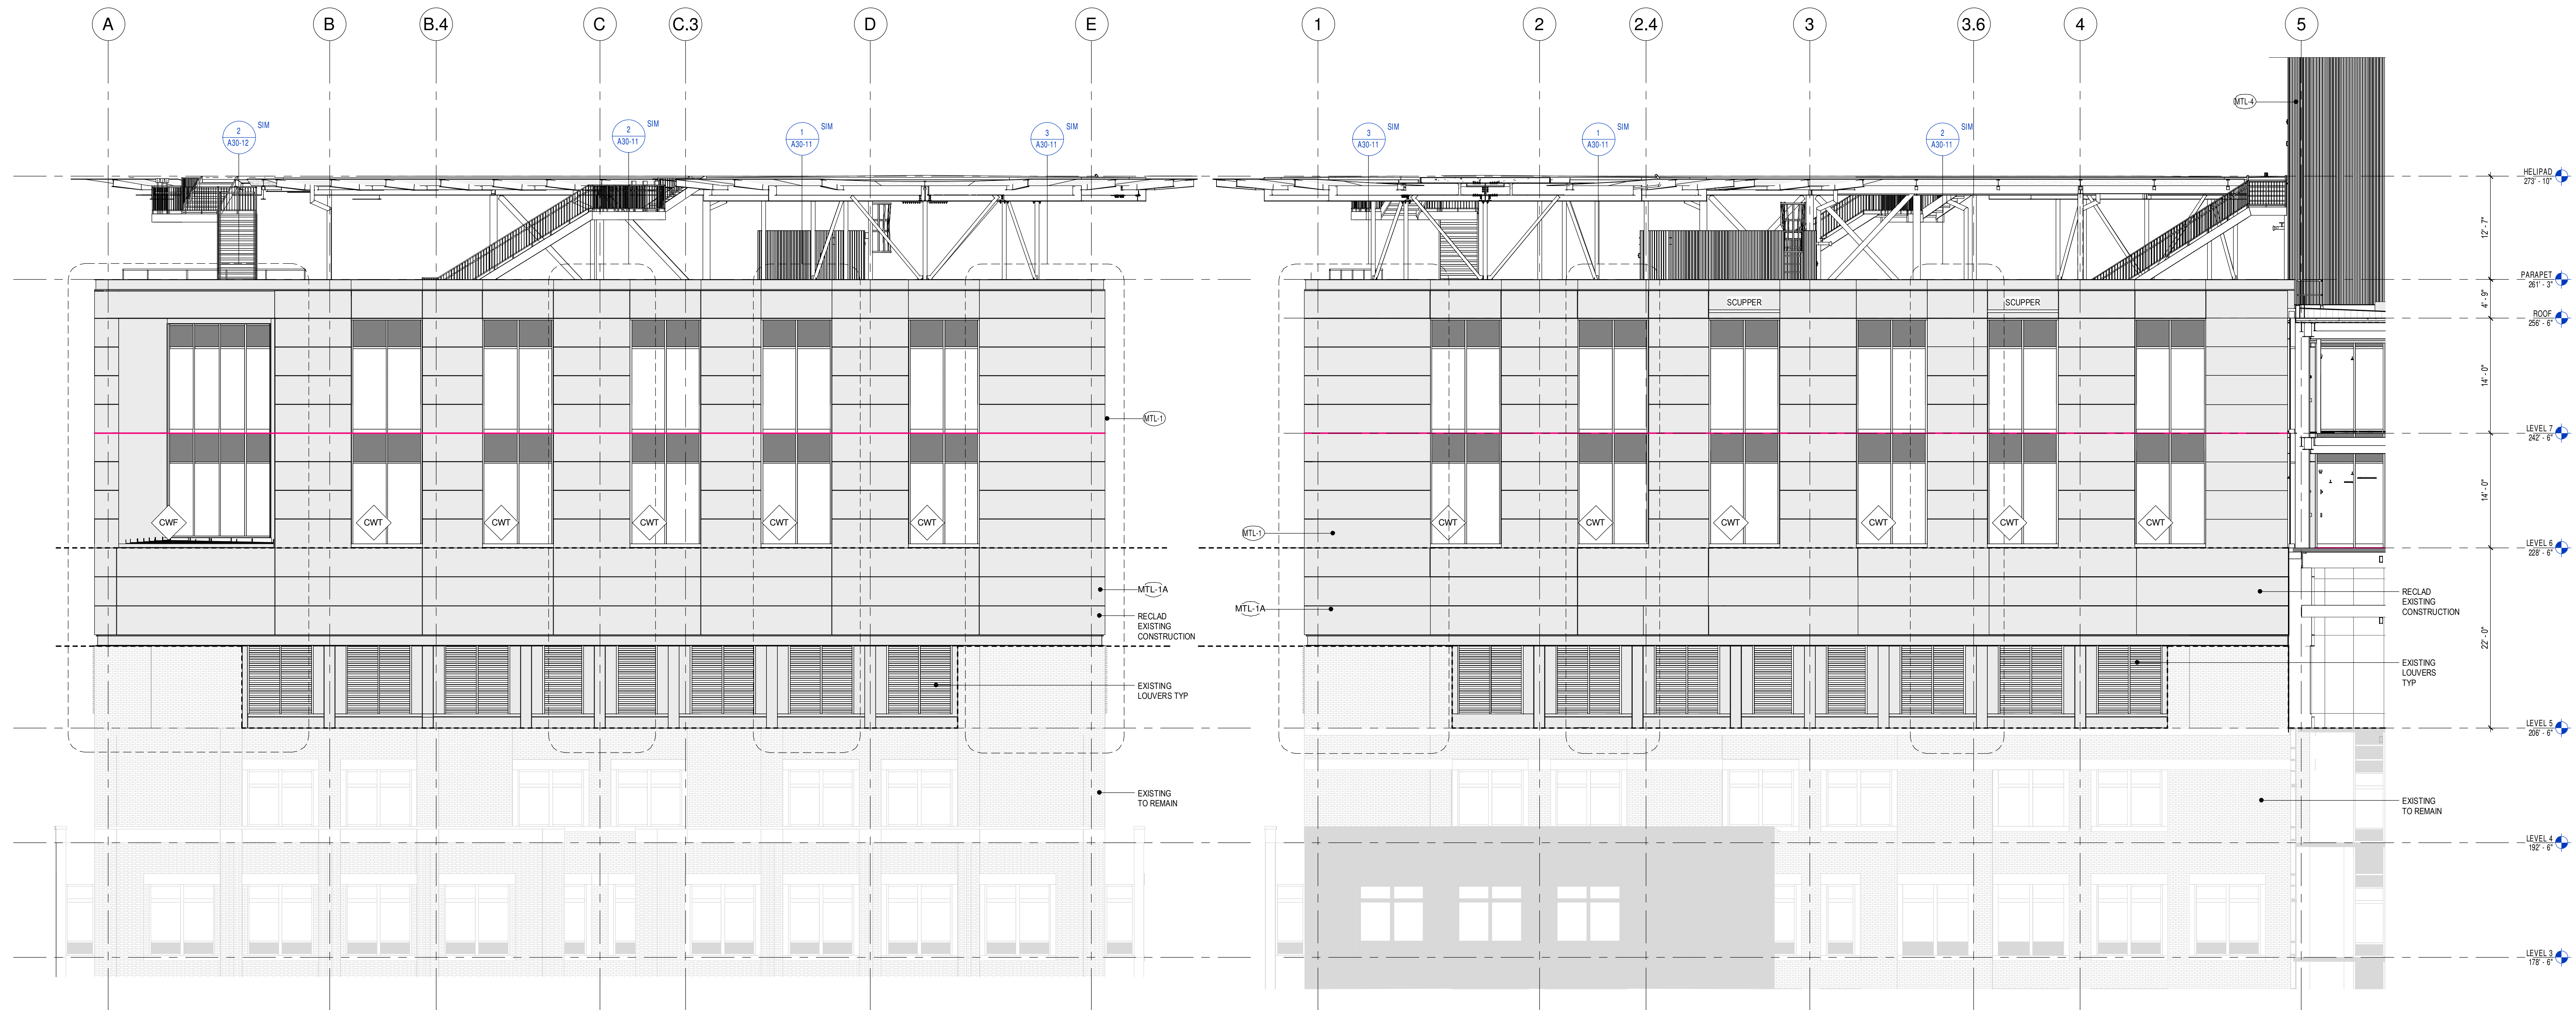 A
B
B.4
C
C.3
D
E
1
2
2.4
3
3.6
4
5
MTL-4
2
A30-12
SIM
2
A30-11
SIM
1
A30-11
SIM
3
A30-11
SIM
3
A30-11
SIM
1
A30-11
SIM
2
A30-11
SIM
HELIPAD
273' - 10"
12' - 7"
PARAPET
261' - 3"
4' - 9"
SCUPPER
SCUPPER
ROOF
256' - 6"
14' - 0"
MTL-1
LEVEL 7
242' - 6"
14' - 0"
CWF
CWT
CWT
CWT
CWT
CWT
CWT
CWT
CWT
CWT
CWT
CWT
MTL-1
LEVEL 6
228' - 6"
MTL-1A
MTL-1A
RECLAD
EXISTING
CONSTRUCTION
RECLAD
EXISTING
CONSTRUCTION
22' - 0"
EXISTING
LOUVERS TYP
EXISTING
LOUVERS
TYP
LEVEL 5
206' - 6"
EXISTING
TO REMAIN
EXISTING
TO REMAIN
LEVEL 4
192' - 6"
LEVEL 3
178' - 6"